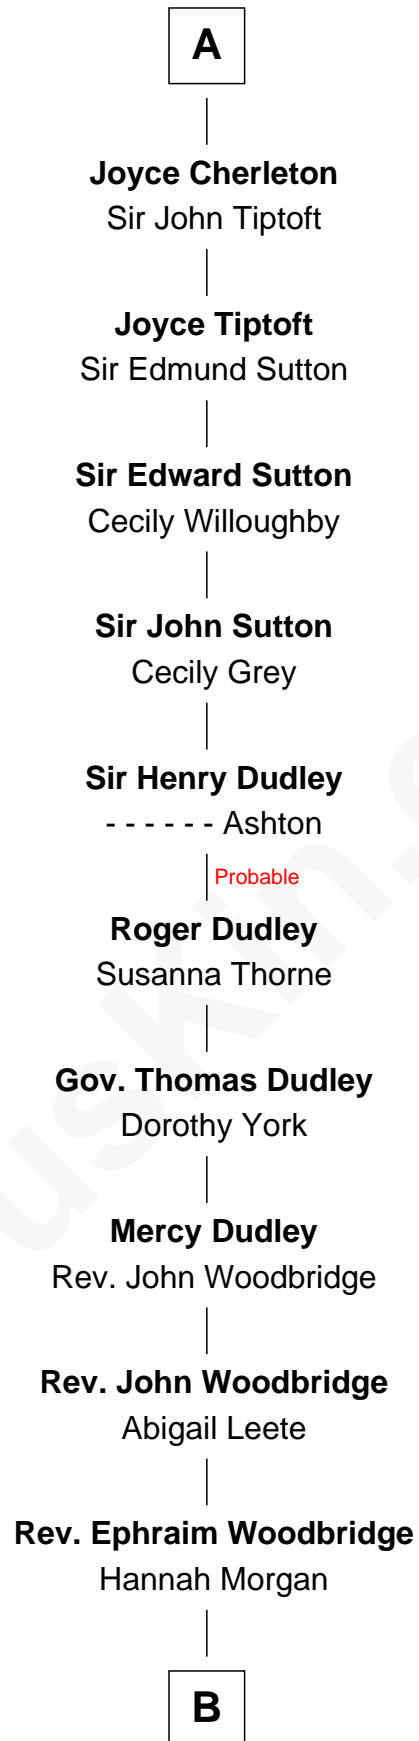 A
Joyce Cherleton
Sir John Tiptoft
Joyce Tiptoft
Sir Edmund Sutton
Sir Edward Sutton
Cecily Willoughby
Sir John Sutton
Cecily Grey
Sir Henry Dudley
- - - - - - Ashton
Probable
Roger Dudley
Susanna Thorne
Gov. Thomas Dudley
Dorothy York
Mercy Dudley
Rev. John Woodbridge
Rev. John Woodbridge
Abigail Leete
Rev. Ephraim Woodbridge
Hannah Morgan
B